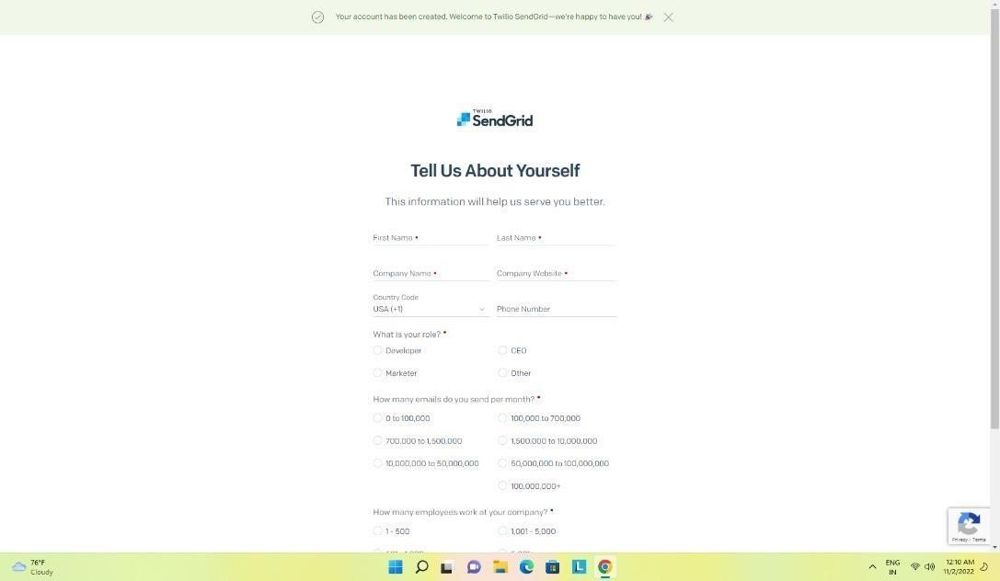 Your account has been created. Welcome to Twilio SendGrid—we're happy to have you! 🎉
TWILIO
SendGrid
Tell Us About Yourself
This information will help us serve you better.
First Name • Last Name •
Company Name • Company Website •
Country Code
USA (+1) Phone Number
What is your role? •
Developer CEO
Marketer Other
How many emails do you send per month? •
0 to 100,000 100,000 to 700,000
700,000 to 1,500,000 1,500,000 to 10,000,000
10,000,000 to 50,000,000 50,000,000 to 100,000,000
100,000,000+
How many employees work at your company? •
1 - 500 1,001 - 5,000
Privacy - Terms
76°F
Cloudy
ENG
IN
12:10 AM
11/2/2022